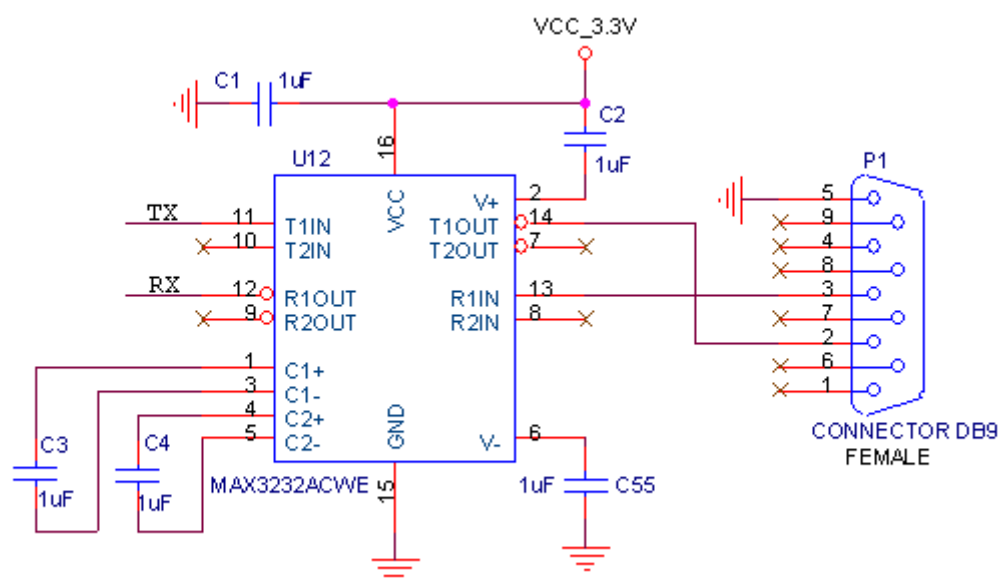 VCC_3.3V
C1 1uF
C2
1uF
16
U12
P1
VCC
V+ 2
5
TX 11 T1IN
T1OUT 14
9
10 T2IN
T2OUT 7
4
8
RX 12 R1OUT
R1IN 13
3
9 R2OUT
R2IN 8
7
2
1 C1+
6
3 C1-
1
4 C2+
5 C2-
GND
V- 6
CONNECTOR DB9
FEMALE
C3
C4
1uF
1uF
MAX3232ACWE
15
1uF C55